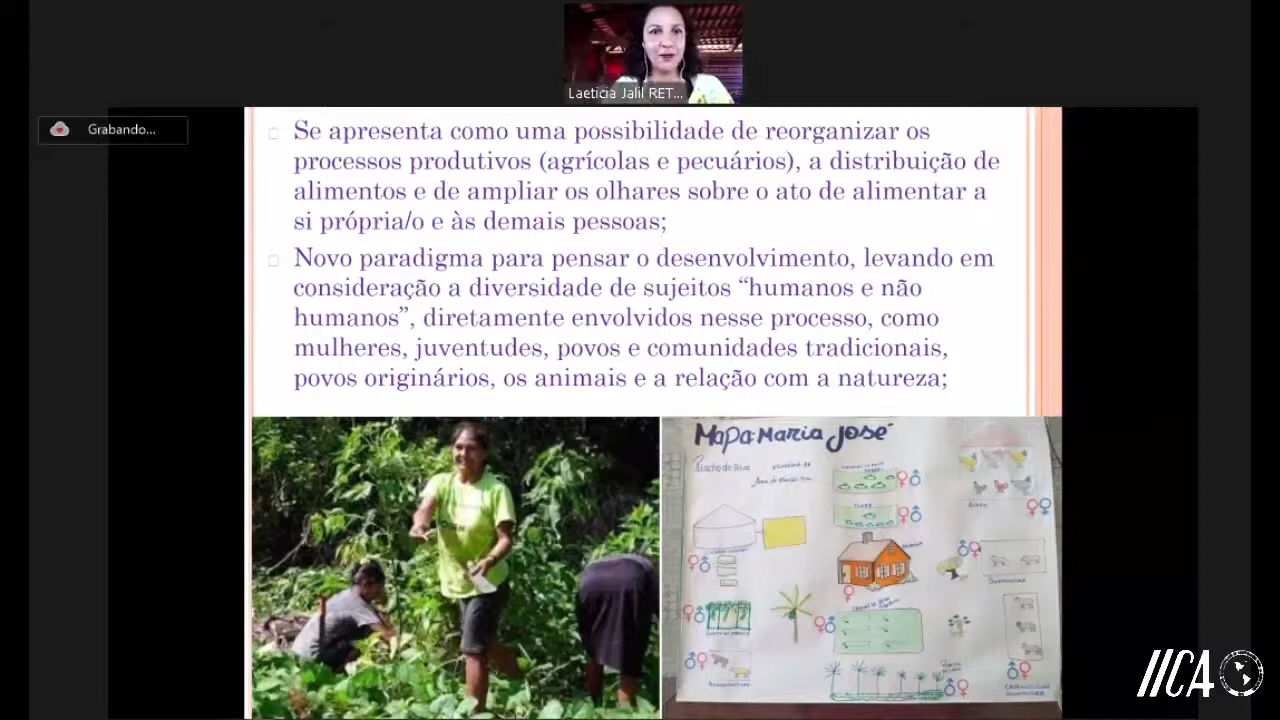 Laeticia Jalil RET...
Grabando...
Se apresenta como uma possibilidade de reorganizar os
processos produtivos (agrícolas e pecuários), a distribuição de
alimentos e de ampliar os olhares sobre o ato de alimentar a
si própria/o e às demais pessoas;
Novo paradigma para pensar o desenvolvimento, levando em
consideração a diversidade de sujeitos “humanos e não
humanos”, diretamente envolvidos nesse processo, como
mulheres, juventudes, povos e comunidades tradicionais,
povos originários, os animais e a relação com a natureza;
Mapa: Maria José
IICA